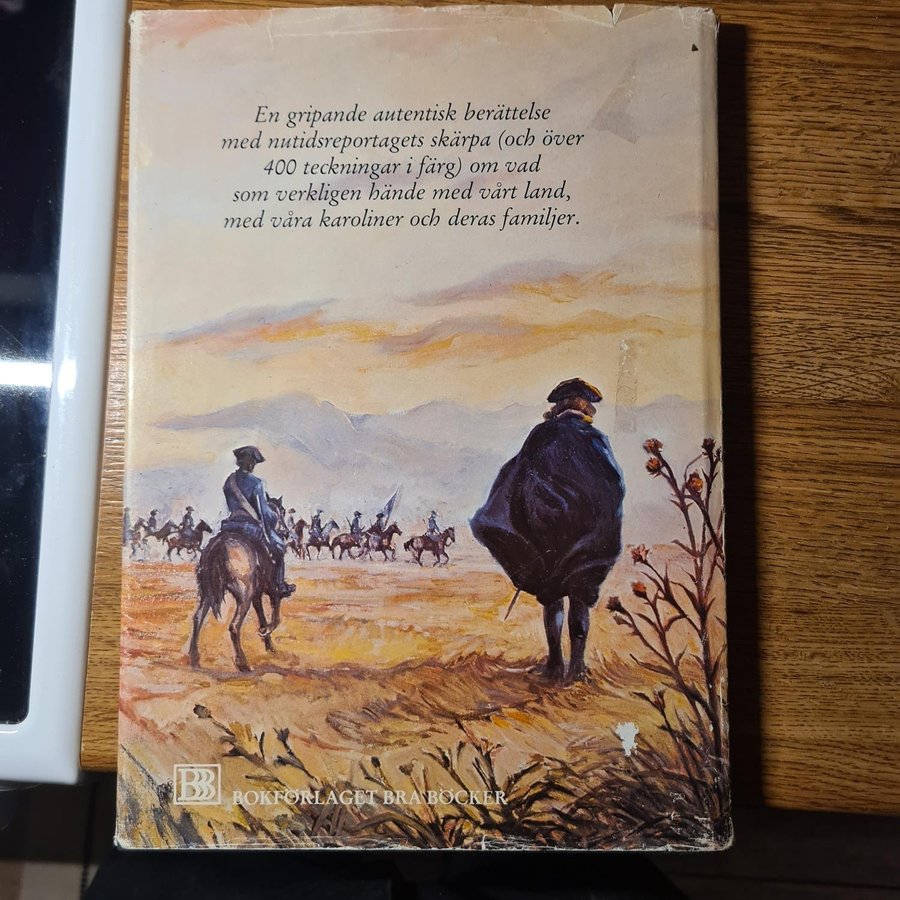 En gripande autentisk berättelse
med nutidsreportagets skärpa (och över
400 teckningar i färg) om vad
som verkligen hände med vårt land,
med våra karoliner och deras familjer.
BBB BOKFÖRLAGET BRA BÖCKER